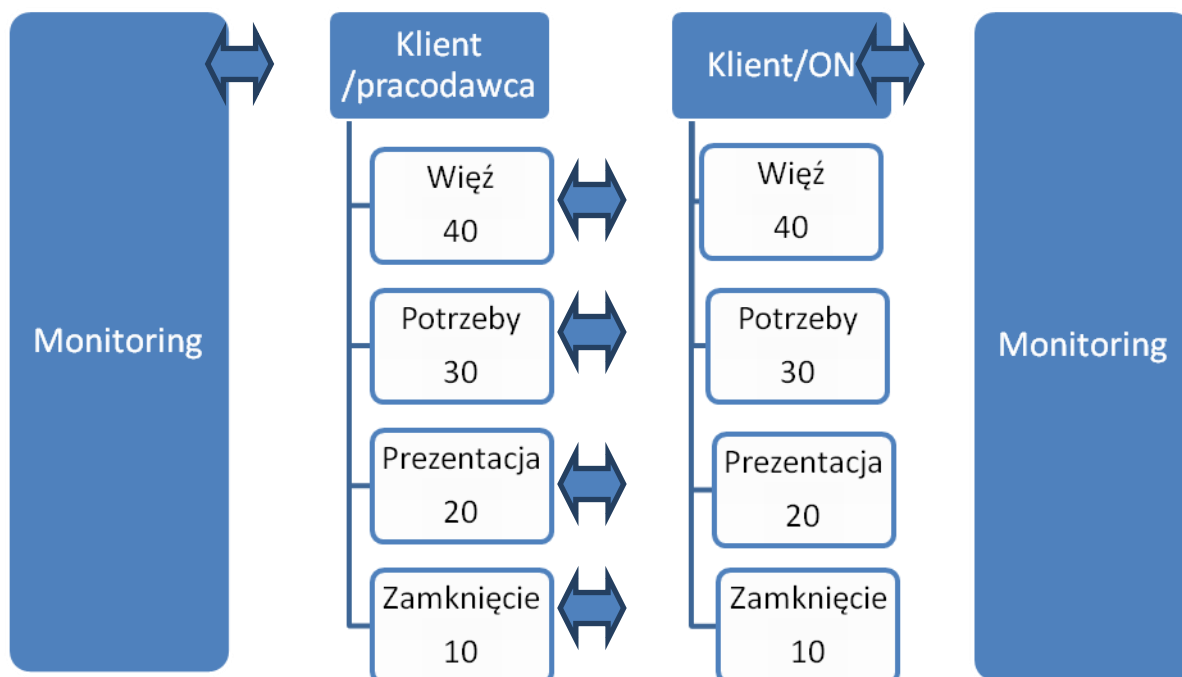 Monitoring
Klient
/pracodawca
Więź
40
Potrzeby
30
Prezentacja
20
Zamknięcie
10
Klient/ON
Więź
40
Potrzeby
30
Prezentacja
20
Zamknięcie
10
Monitoring